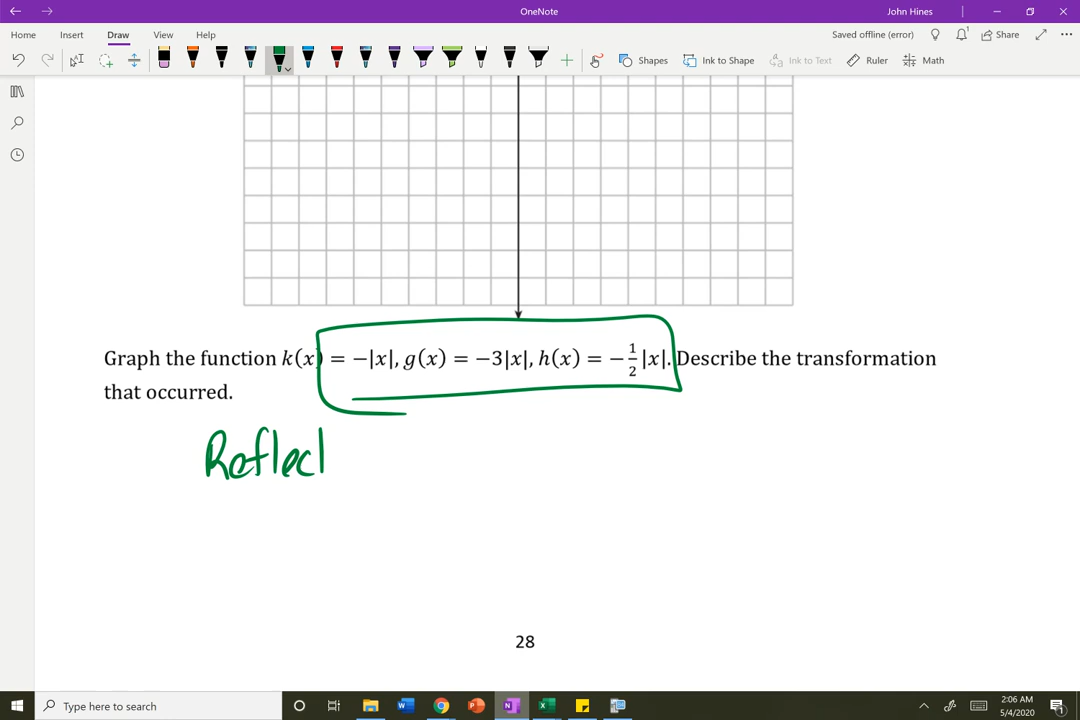 OneNote
John Hines
Home Insert Draw View Help
Saved offline (error) 1 Share
Shapes Ink to Shape Ink to Text Ruler Math
Graph the function k(x) = −|x|, g(x) = −3|x|, h(x) = −1/2|x|. Describe the transformation
that occurred.
Reflect
28
Type here to search
2:06 AM
5/4/2020
1